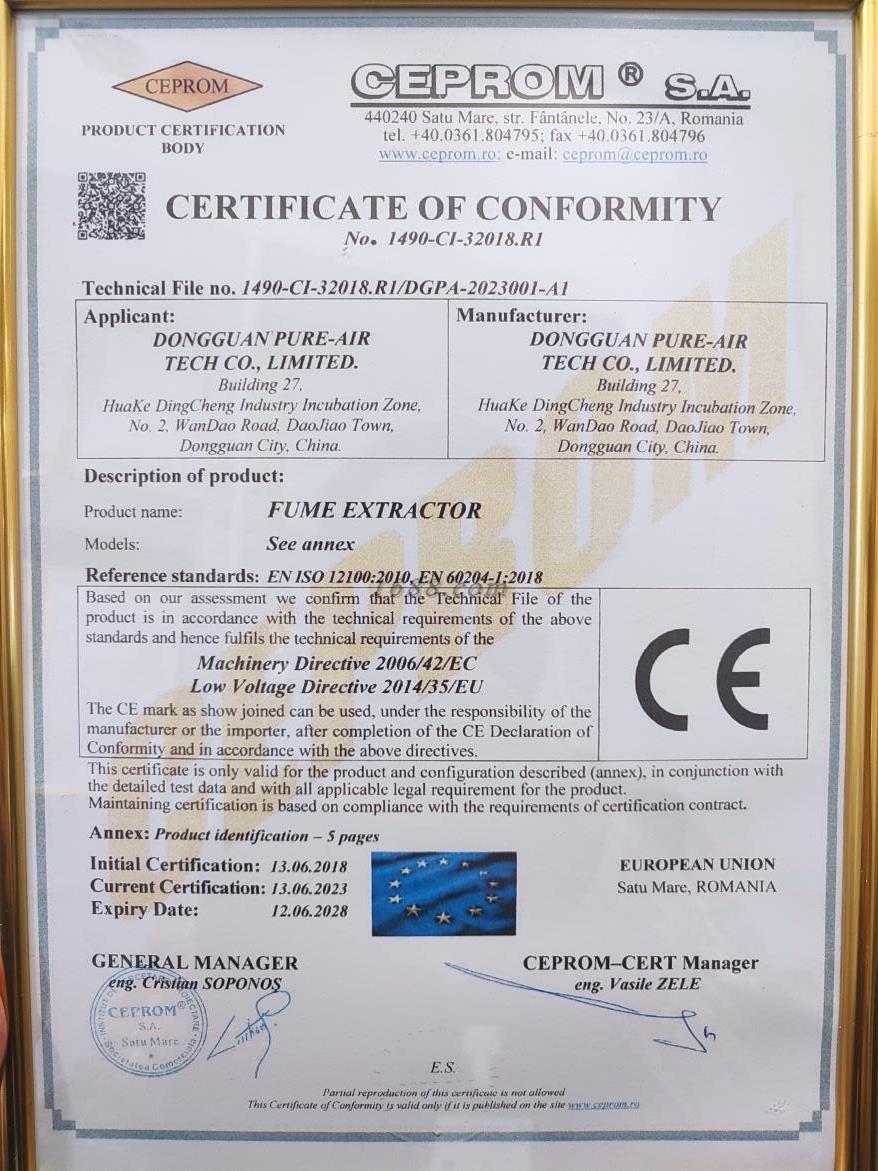 CEPROM
PRODUCT CERTIFICATION
BODY
CEPROM ® S.A.
440240 Satu Mare, str. Fântânele, No. 23/A, Romania
tel. +40.0361.804795; fax +40.0361.804796
www.ceprom.ro; e-mail: ceprom@ceprom.ro
CERTIFICATE OF CONFORMITY
No. 1490-CI-32018.R1
Technical File no. 1490-CI-32018.R1/DGPA-2023001-A1
Applicant:
DONGGUAN PURE-AIR
TECH CO., LIMITED.
Building 27,
HuaKe DingCheng Industry Incubation Zone,
No. 2, WanDao Road, DaoJiao Town,
Dongguan City, China.
Manufacturer:
DONGGUAN PURE-AIR
TECH CO., LIMITED.
Building 27,
HuaKe DingCheng Industry Incubation Zone,
No. 2, WanDao Road, DaoJiao Town,
Dongguan City, China.
Description of product:
Product name: FUME EXTRACTOR
Models: See annex
Reference standards: EN ISO 12100:2010, EN 60204-1:2018
1688.com
Based on our assessment we confirm that the Technical File of the
product is in accordance with the technical requirements of the above
standards and hence fulfils the technical requirements of the
Machinery Directive 2006/42/EC
Low Voltage Directive 2014/35/EU
The CE mark as show joined can be used, under the responsibility of the
manufacturer or the importer, after completion of the CE Declaration of
Conformity and in accordance with the above directives.
CE
This certificate is only valid for the product and configuration described (annex), in conjunction with
the detailed test data and with all applicable legal requirement for the product.
Maintaining certification is based on compliance with the requirements of certification contract.
Annex: Product identification – 5 pages
Initial Certification: 13.06.2018
Current Certification: 13.06.2023
Expiry Date: 12.06.2028
EUROPEAN UNION
Satu Mare, ROMANIA
GENERAL MANAGER
eng. Cristian SOPONOS
CEPROM–CERT Manager
eng. Vasile ZELE
CEPROM®
S.A.
Satu Mare
Societatea Comerciala
E.S.
Partial reproduction of this certificate is not allowed
This Certificate of Conformity is valid only if it is published on the site www.ceprom.ro
CEPROM